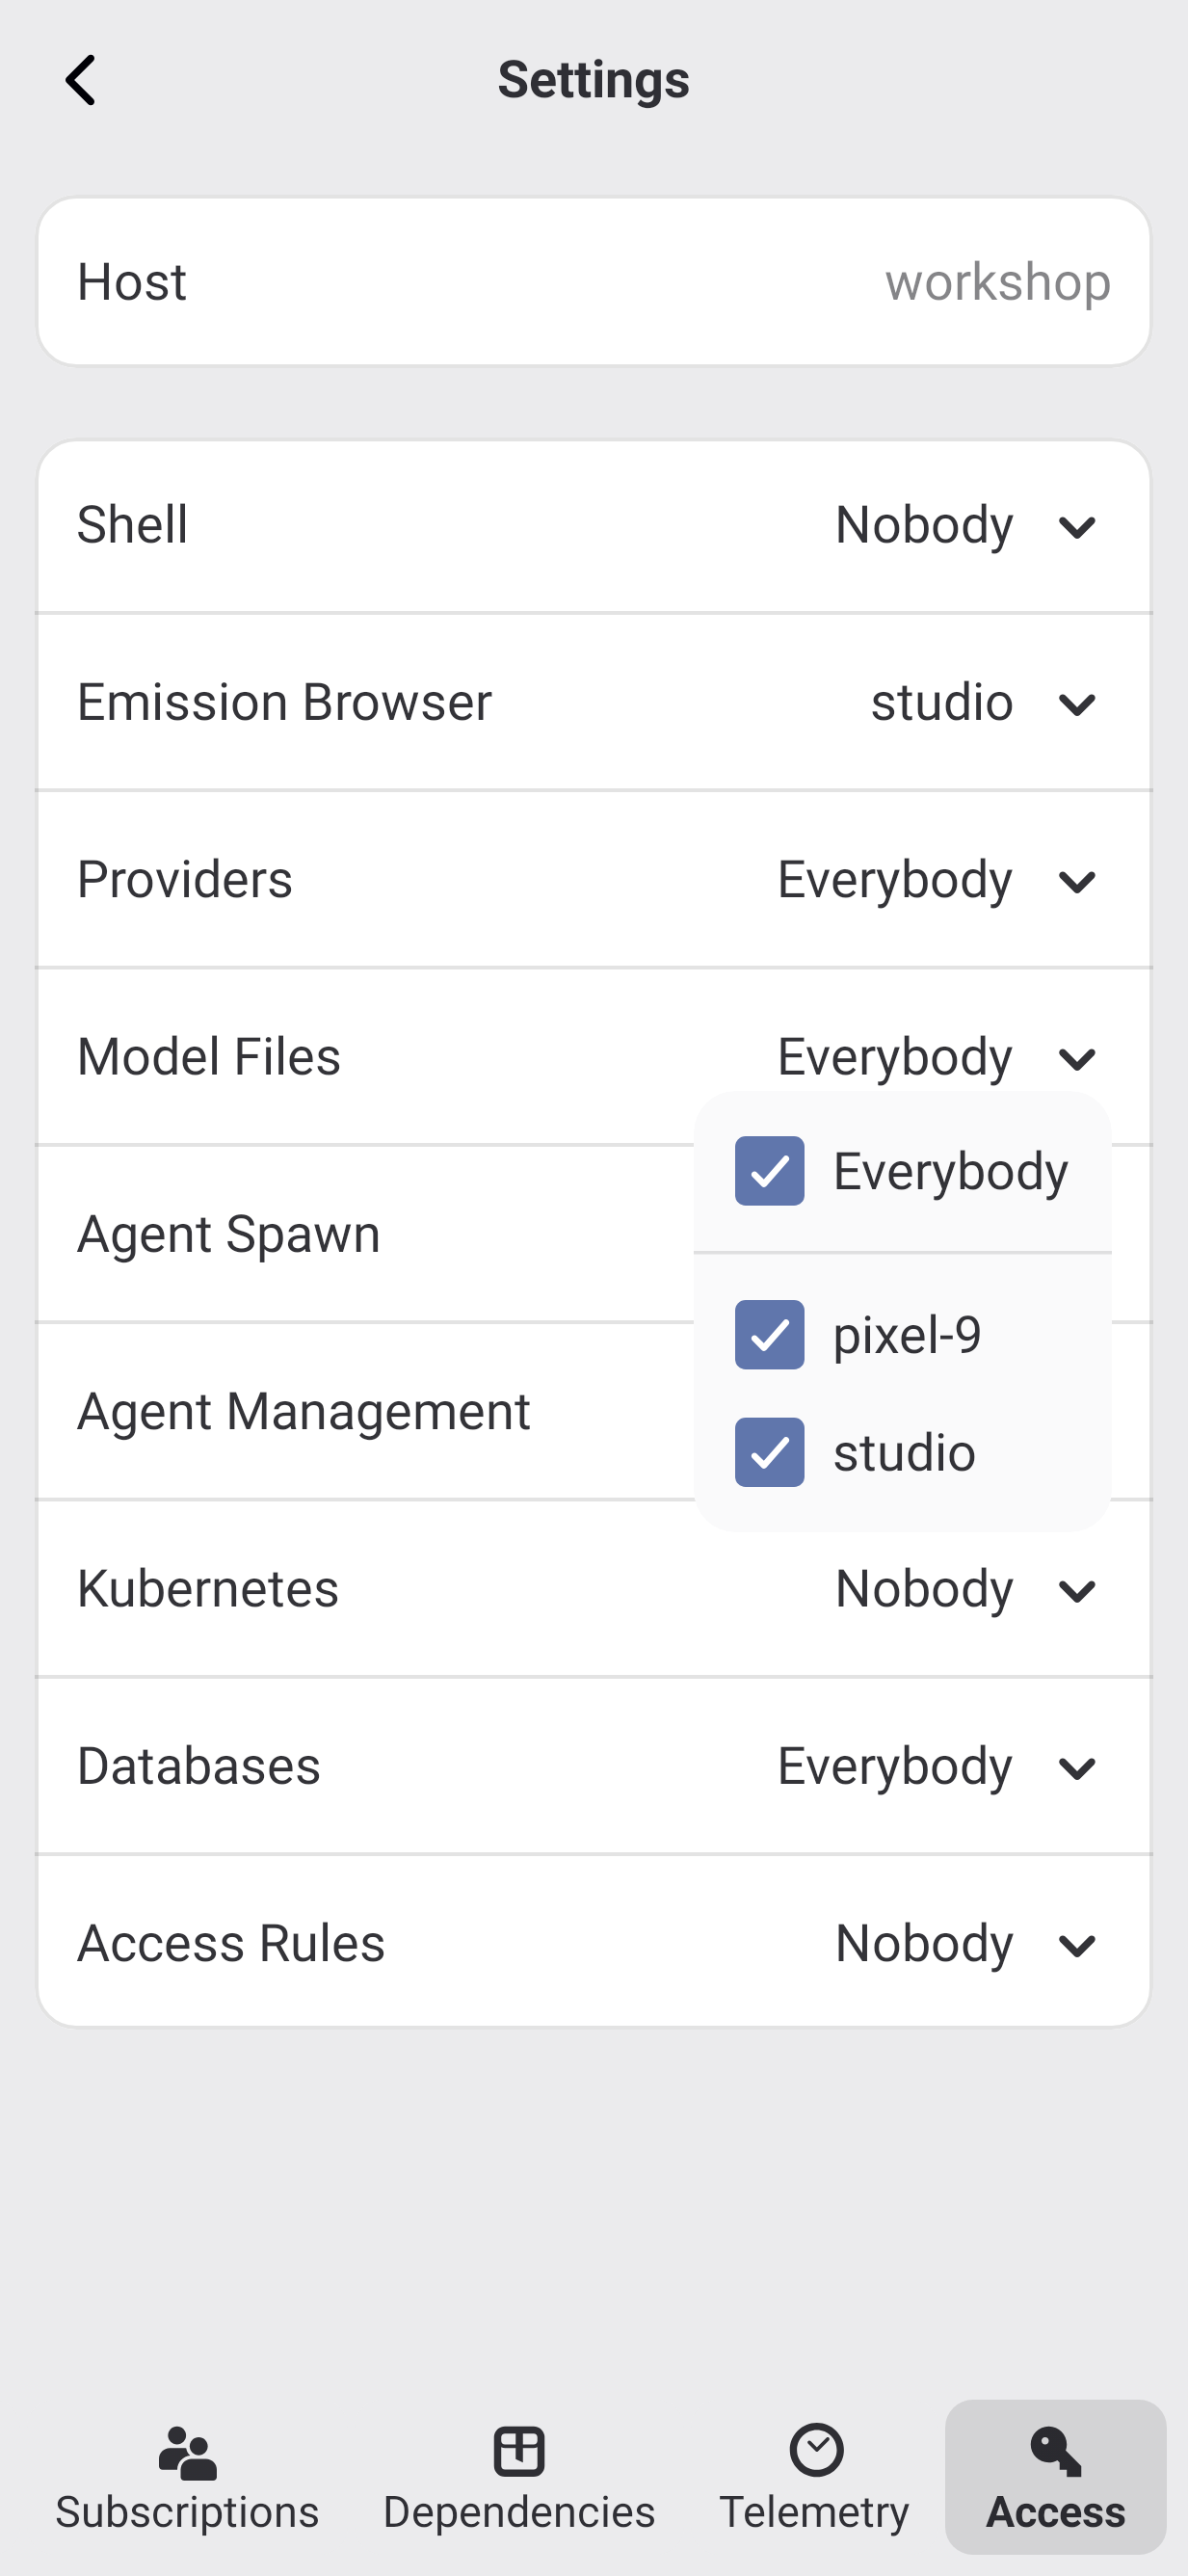 Settings
Host workshop
Shell Nobody
Emission Browser studio
Providers Everybody
Model Files Everybody
Everybody
Agent Spawn
pixel-9
Agent Management
studio
Kubernetes Nobody
Databases Everybody
Access Rules Nobody
Subscriptions Dependencies Telemetry Access